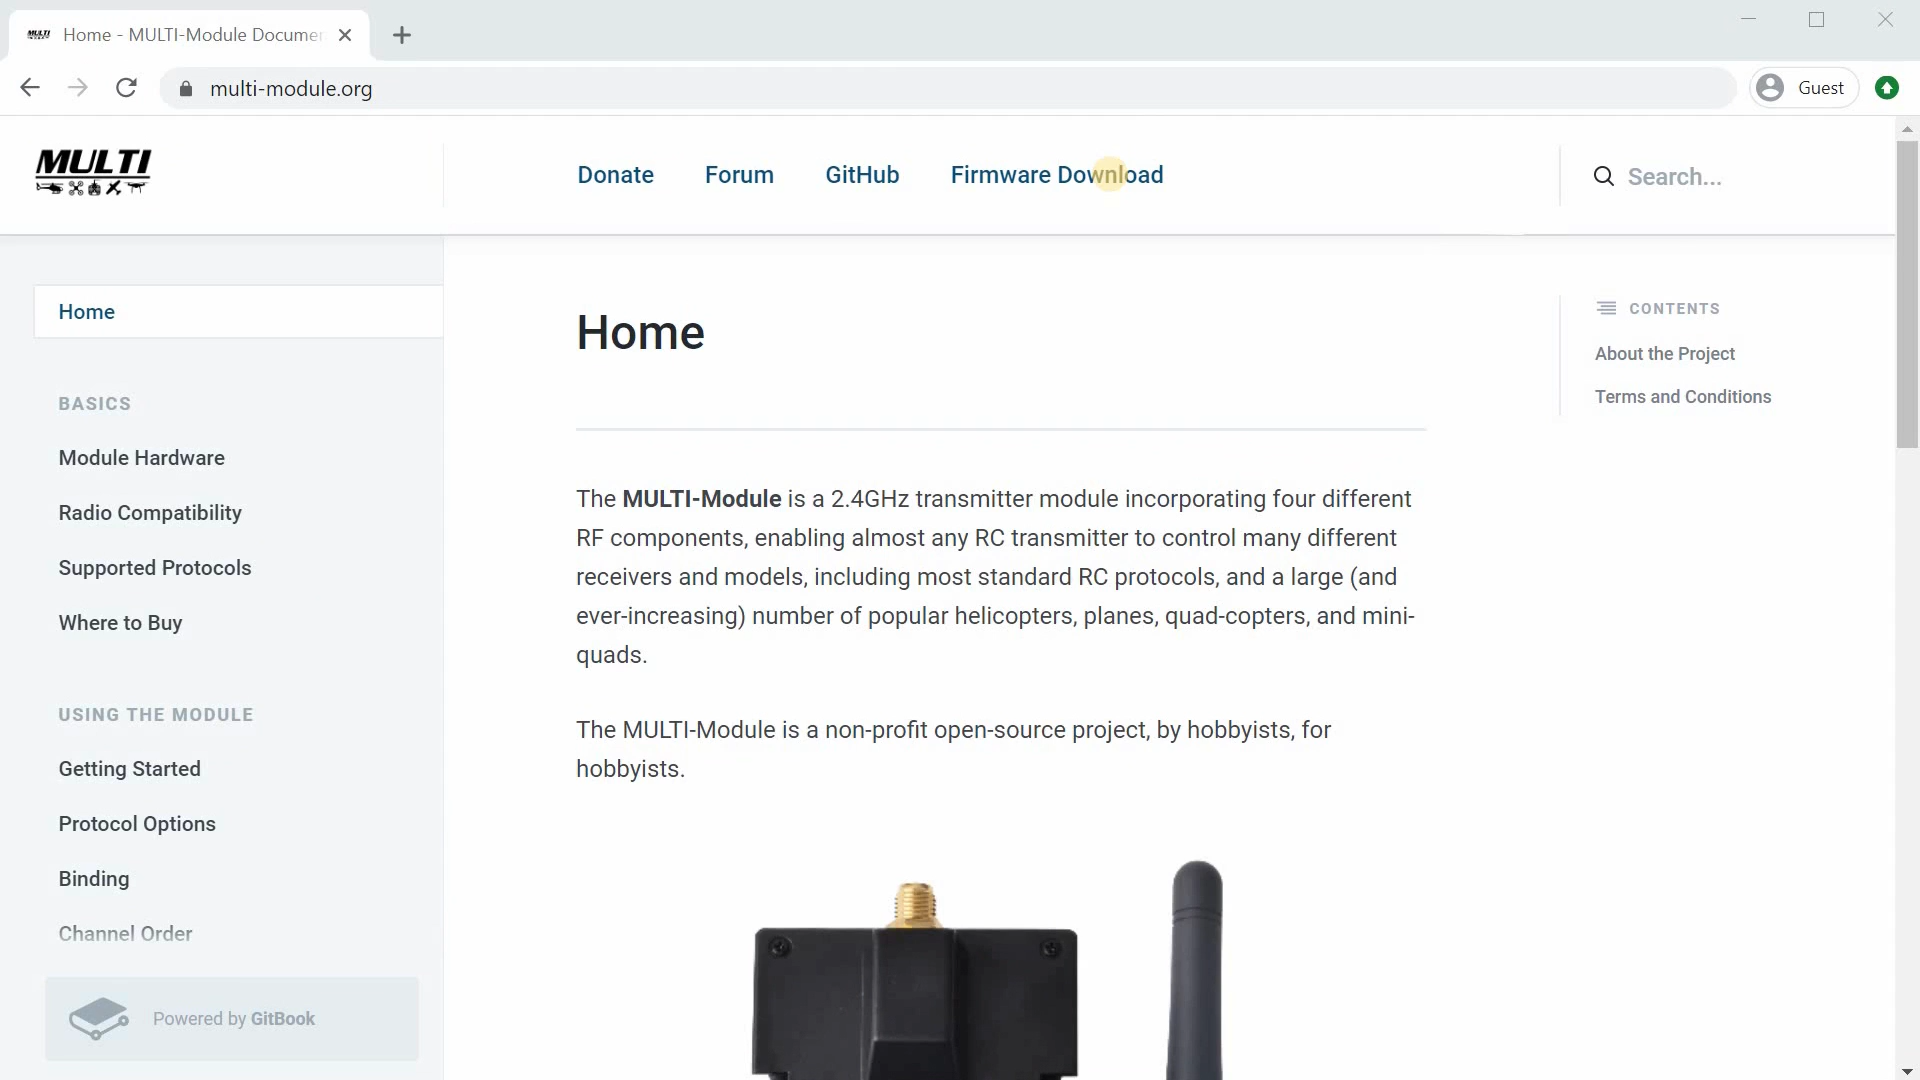 MULTI
Home - MULTI-Module Documen
multi-module.org
Guest
MULTI
Donate
Forum
GitHub
Firmware Download
Search...
Home
BASICS
Module Hardware
Radio Compatibility
Supported Protocols
Where to Buy
USING THE MODULE
Getting Started
Protocol Options
Binding
Channel Order
Powered by GitBook
Home
The MULTI-Module is a 2.4GHz transmitter module incorporating four different
RF components, enabling almost any RC transmitter to control many different
receivers and models, including most standard RC protocols, and a large (and
ever-increasing) number of popular helicopters, planes, quad-copters, and mini-
quads.
The MULTI-Module is a non-profit open-source project, by hobbyists, for
hobbyists.
CONTENTS
About the Project
Terms and Conditions